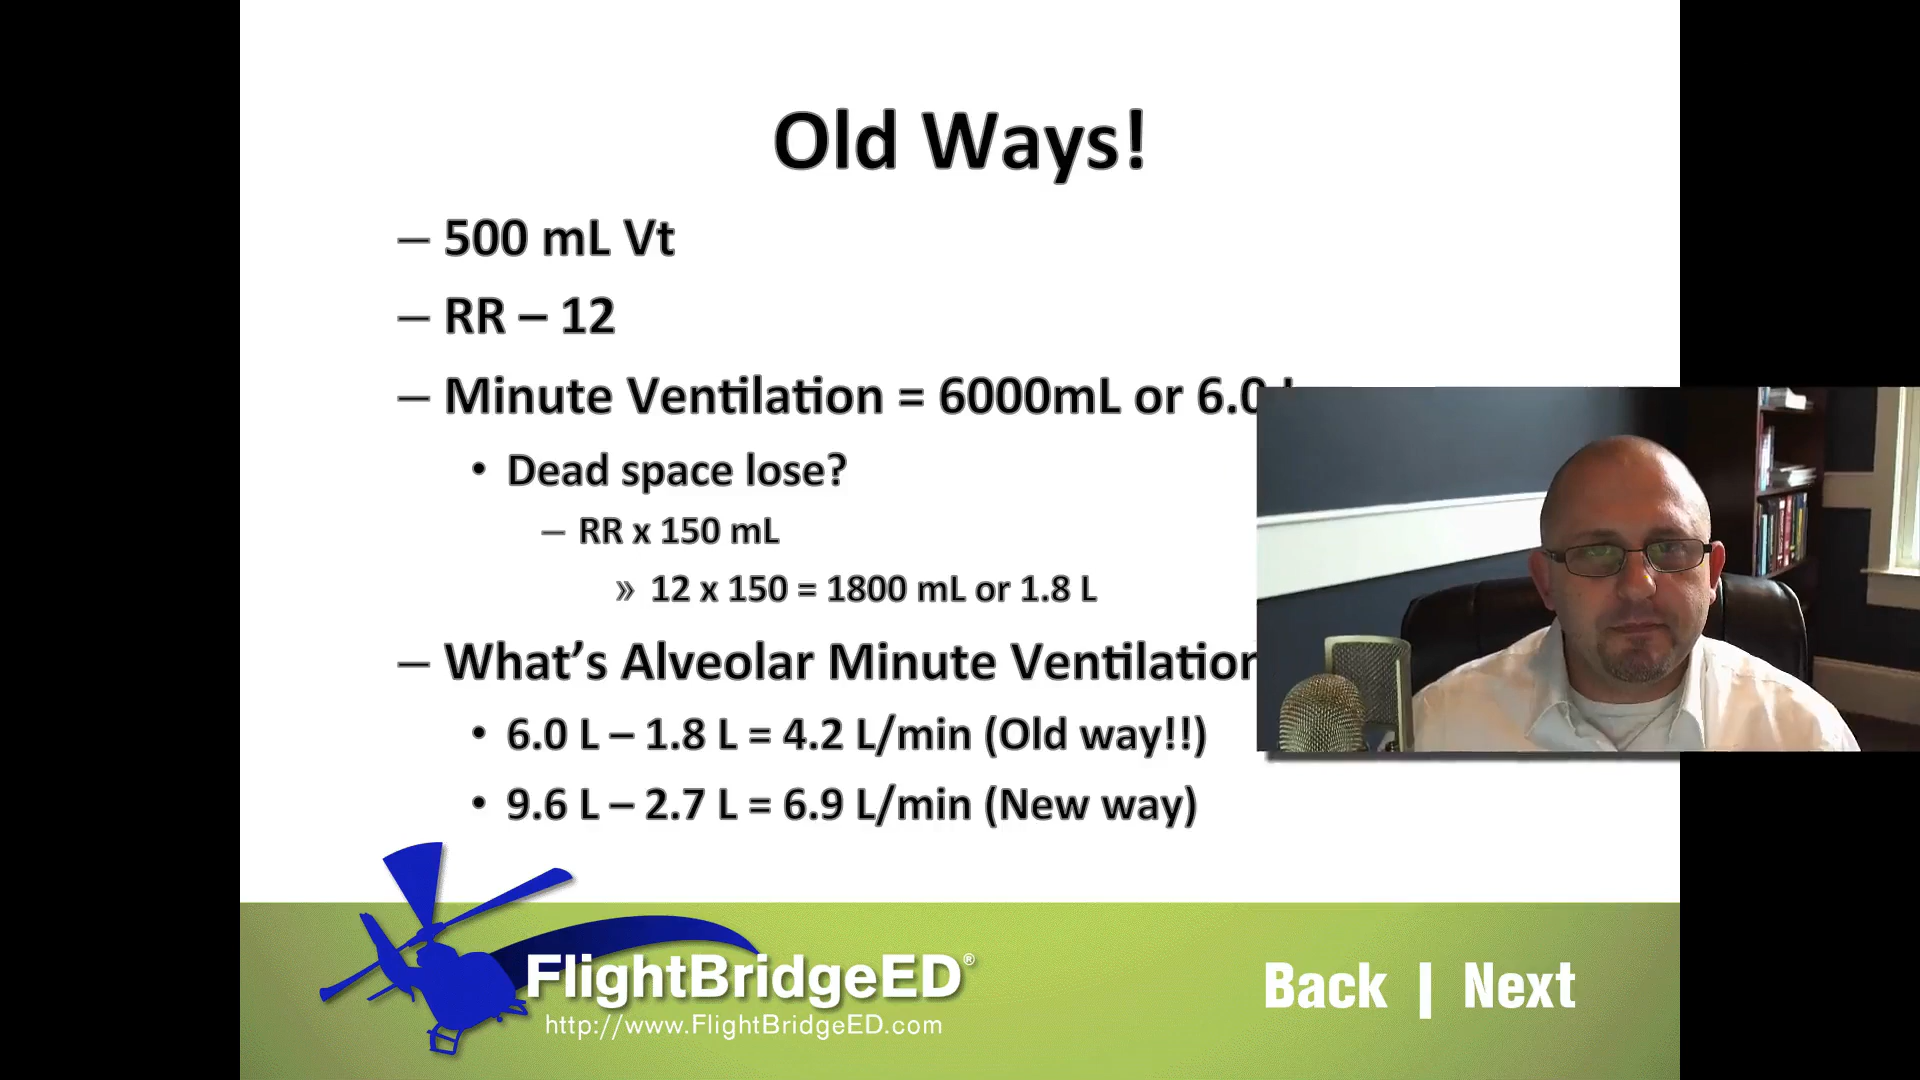 Old Ways!
– 500 mL Vt
– RR – 12
– Minute Ventilation = 6000mL or 6.0
• Dead space lose?
– RR x 150 mL
» 12 x 150 = 1800 mL or 1.8 L
– What’s Alveolar Minute Ventilation
• 6.0 L – 1.8 L = 4.2 L/min (Old way!!)
• 9.6 L – 2.7 L = 6.9 L/min (New way)
FlightBridgeED®
http://www.FlightBridgeED.com
Back | Next